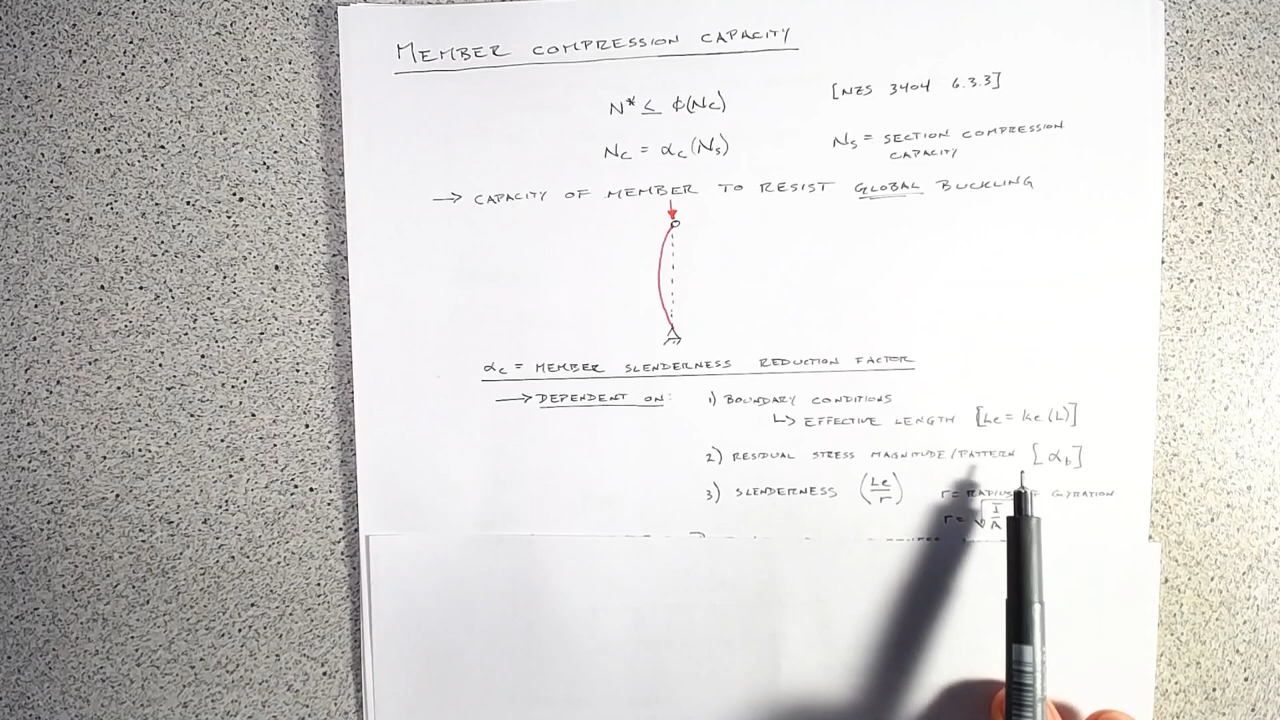 MEMBER COMPRESSION CAPACITY
N* ≤ ϕ(Nc) [NZS 3404 6.3.3]
Nc = αc(Ns) Ns = SECTION COMPRESSION
CAPACITY
→ CAPACITY OF MEMBER TO RESIST GLOBAL BUCKLING
αc = MEMBER SLENDERNESS REDUCTION FACTOR
→ DEPENDENT ON: 1) BOUNDARY CONDITIONS
↳ EFFECTIVE LENGTH [Le = ke(L)]
2) RESIDUAL STRESS MAGNITUDE/PATTERN [αb]
3) SLENDERNESS (Le/r) r = RADIUS GYRATION
r = √I/A